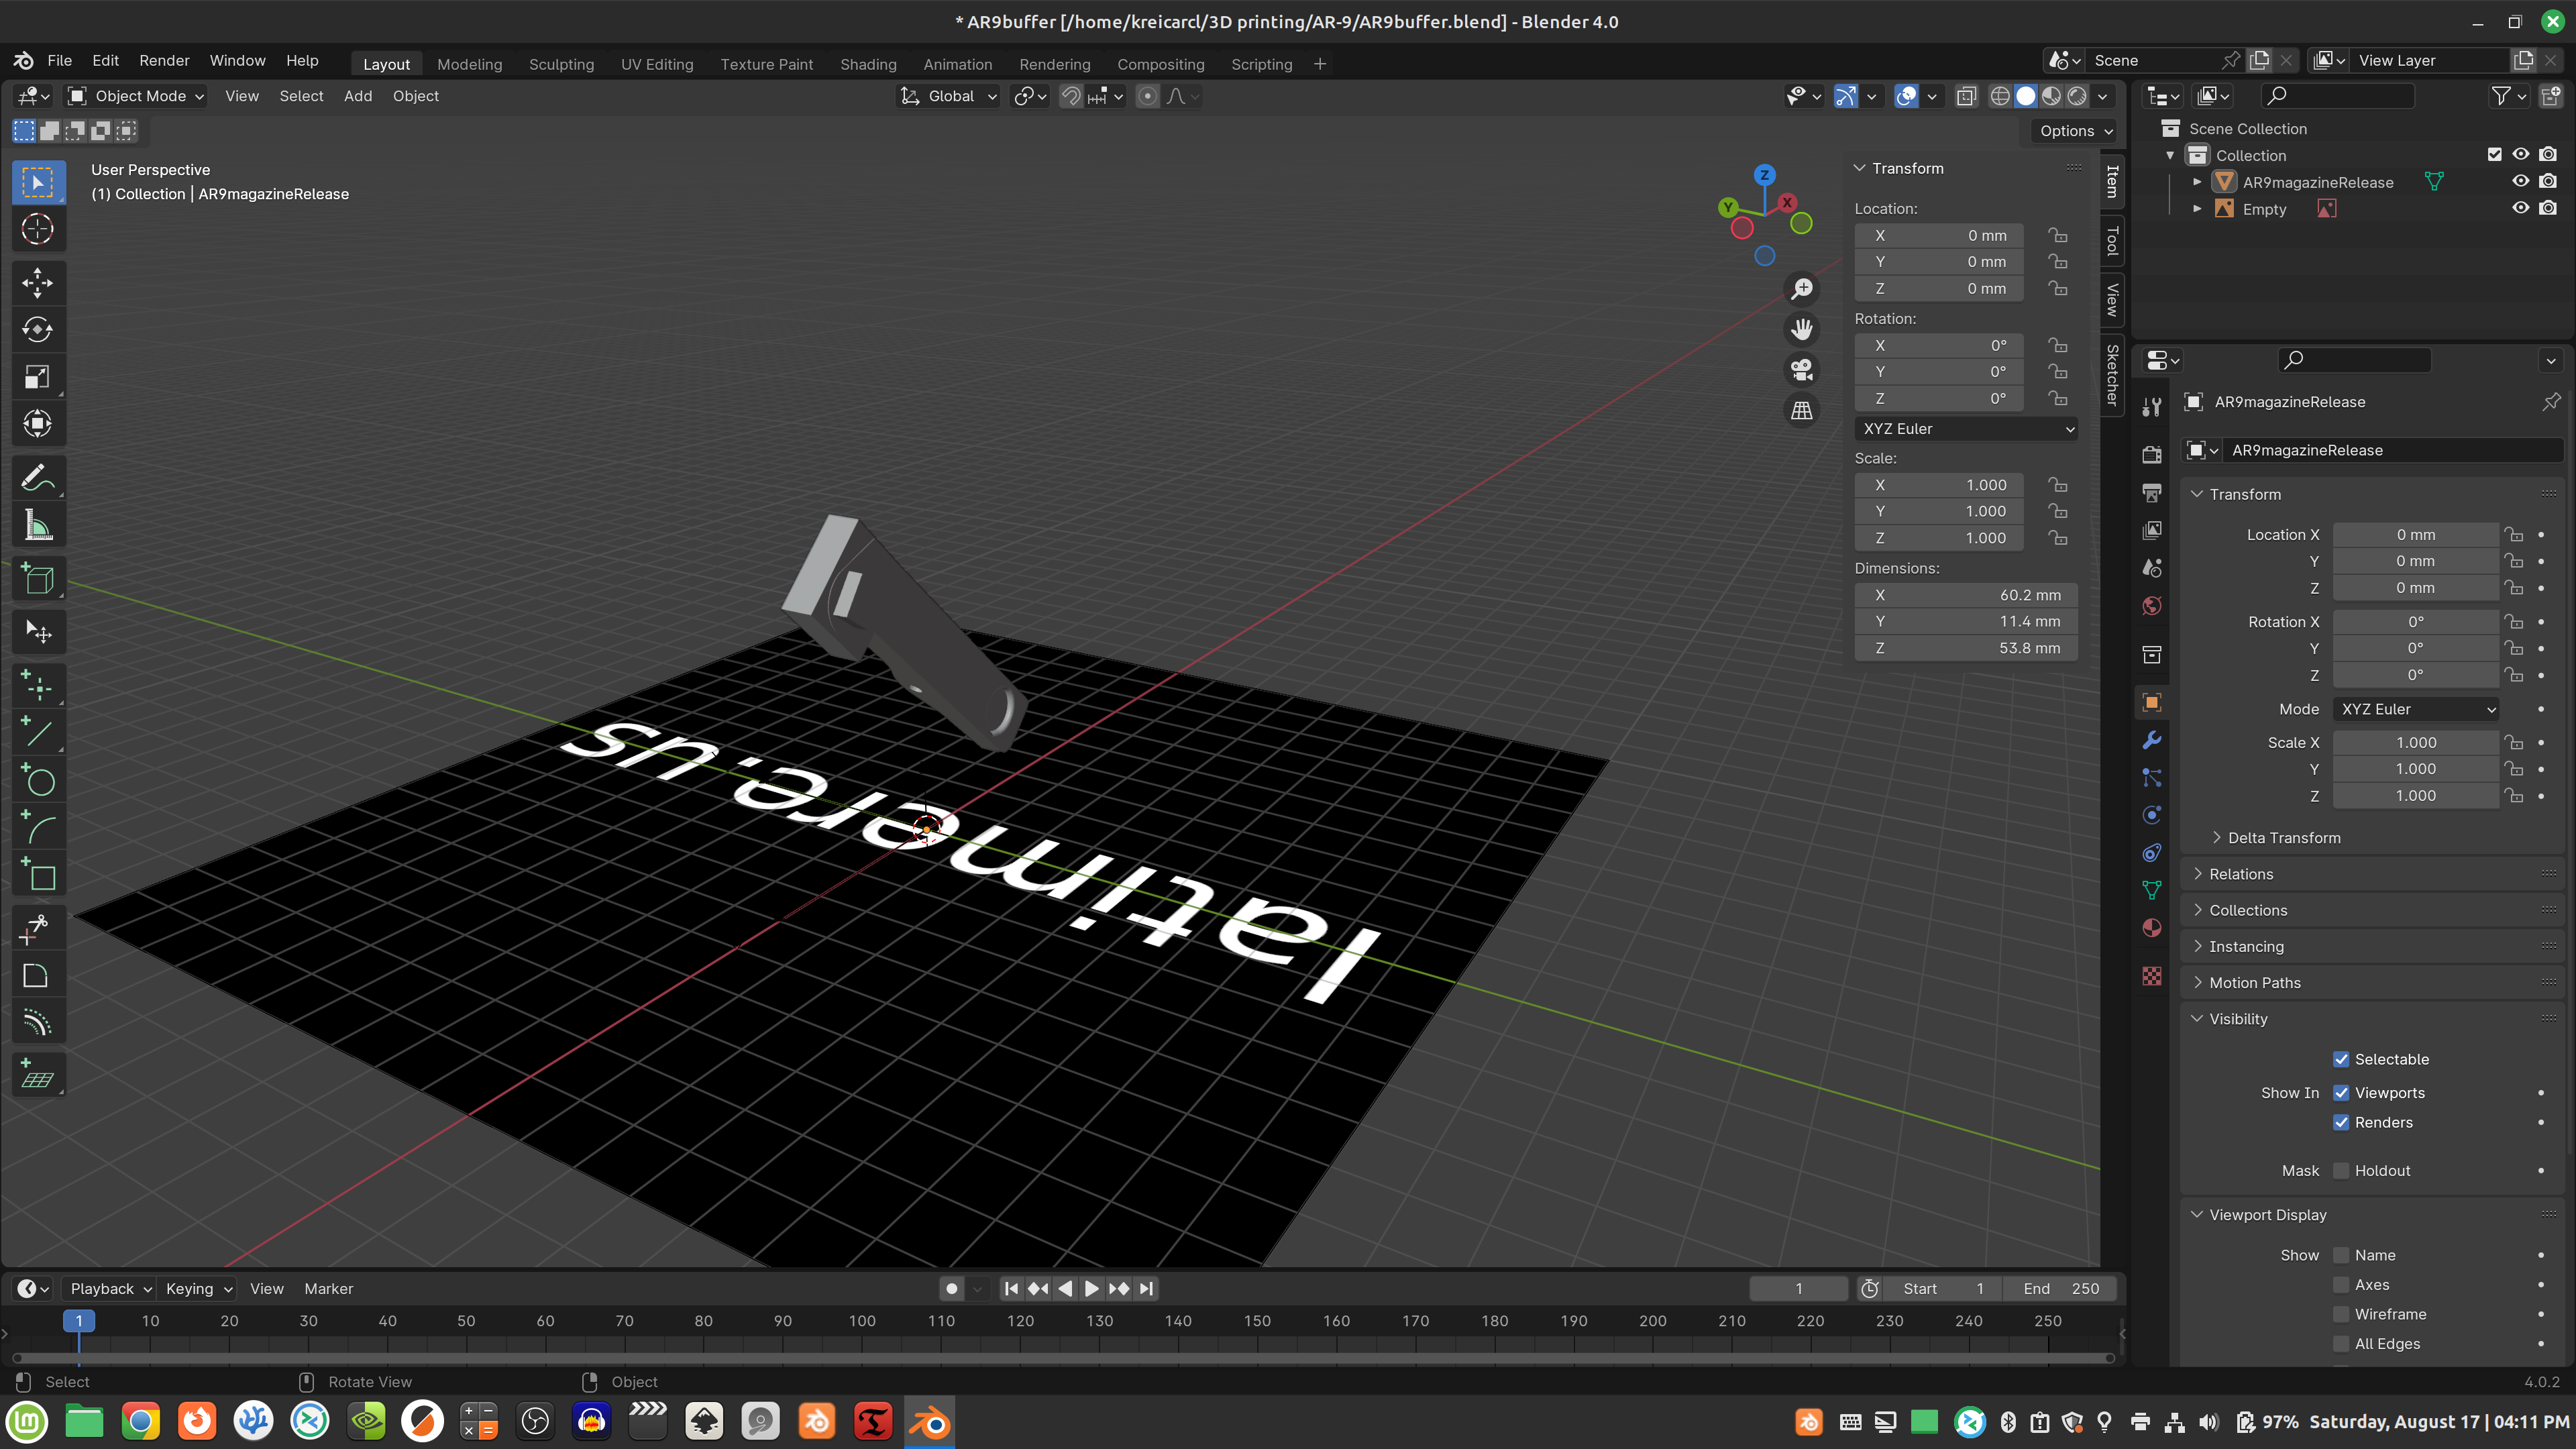 * AR9buffer [/home/kreicarcl/3D printing/AR-9/AR9buffer.blend] - Blender 4.0
File Edit Render Window Help Layout Modeling Sculpting UV Editing Texture Paint Shading Animation Rendering Compositing Scripting + Scene View Layer
Object Mode View Select Add Object Global
Options
User Perspective
(1) Collection | AR9magazineRelease
Z
Y
X
Transform
Location:
X 0 mm
Y 0 mm
Z 0 mm
Rotation:
X 0°
Y 0°
Z 0°
XYZ Euler
Scale:
X 1.000
Y 1.000
Z 1.000
Dimensions:
X 60.2 mm
Y 11.4 mm
Z 53.8 mm
Item
Tool
View
Sketcher
latimere.us
Scene Collection
Collection
AR9magazineRelease
Empty
AR9magazineRelease
AR9magazineRelease
Transform
Location X 0 mm
Y 0 mm
Z 0 mm
Rotation X 0°
Y 0°
Z 0°
Mode XYZ Euler
Scale X 1.000
Y 1.000
Z 1.000
Delta Transform
Relations
Collections
Instancing
Motion Paths
Visibility
Selectable
Show In Viewports
Renders
Mask Holdout
Viewport Display
Show Name
Axes
Wireframe
All Edges
Playback Keying View Marker 1 Start 1 End 250
1 10 20 30 40 50 60 70 80 90 100 110 120 130 140 150 160 170 180 190 200 210 220 230 240 250
Select Rotate View Object 4.0.2
97% Saturday, August 17 | 04:11 PM